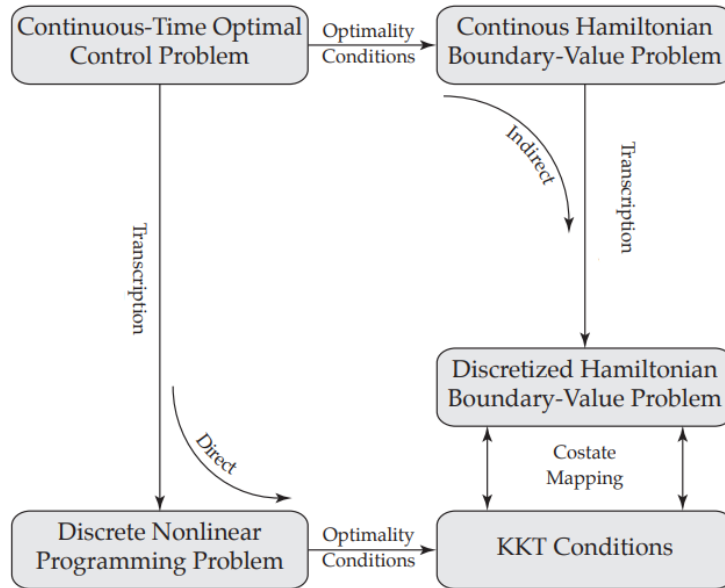 Continuous-Time Optimal
Control Problem
Optimality
Conditions
Continous Hamiltonian
Boundary-Value Problem
Indirect
Transcription
Transcription
Discretized Hamiltonian
Boundary-Value Problem
Direct
Costate
Mapping
Discrete Nonlinear
Programming Problem
Optimality
Conditions
KKT Conditions